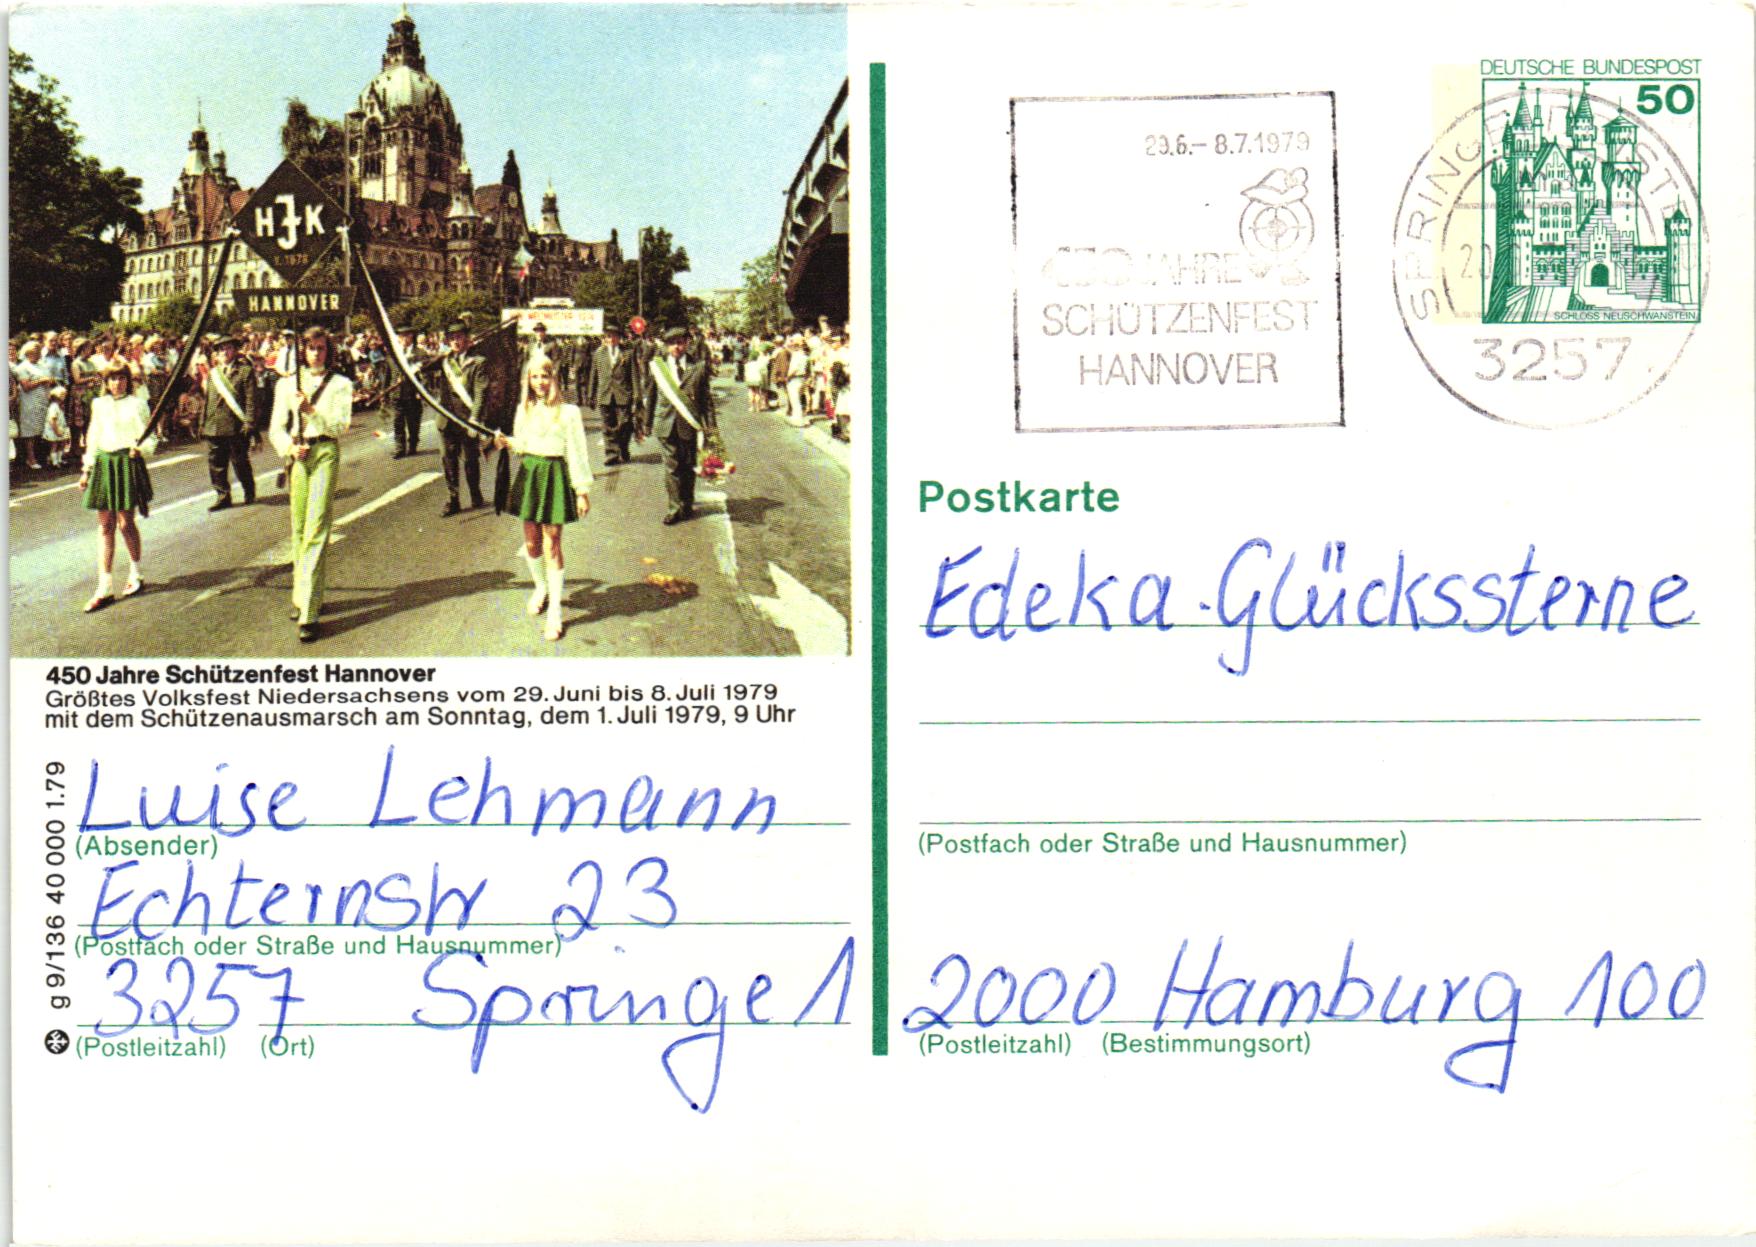 HJK
HANNOVER
450 Jahre Schützenfest Hannover
Größtes Volksfest Niedersachsens vom 29. Juni bis 8. Juli 1979
mit dem Schützenausmarsch am Sonntag, dem 1. Juli 1979, 9 Uhr
g 9/136 40 000 1.79
Luise Lehmann
(Absender)
Echternstr 23
(Postfach oder Straße und Hausnummer)
3257 Springe 1
(Postleitzahl) (Ort)
29.6.– 8.7.1979
450 JAHRE
SCHÜTZENFEST
HANNOVER
SPRINGE
3257
DEUTSCHE BUNDESPOST
50
SCHLOSS NEUSCHWANSTEIN
Postkarte
Edeka-Glückssterne
(Postfach oder Straße und Hausnummer)
2000 Hamburg 100
(Postleitzahl) (Bestimmungsort)